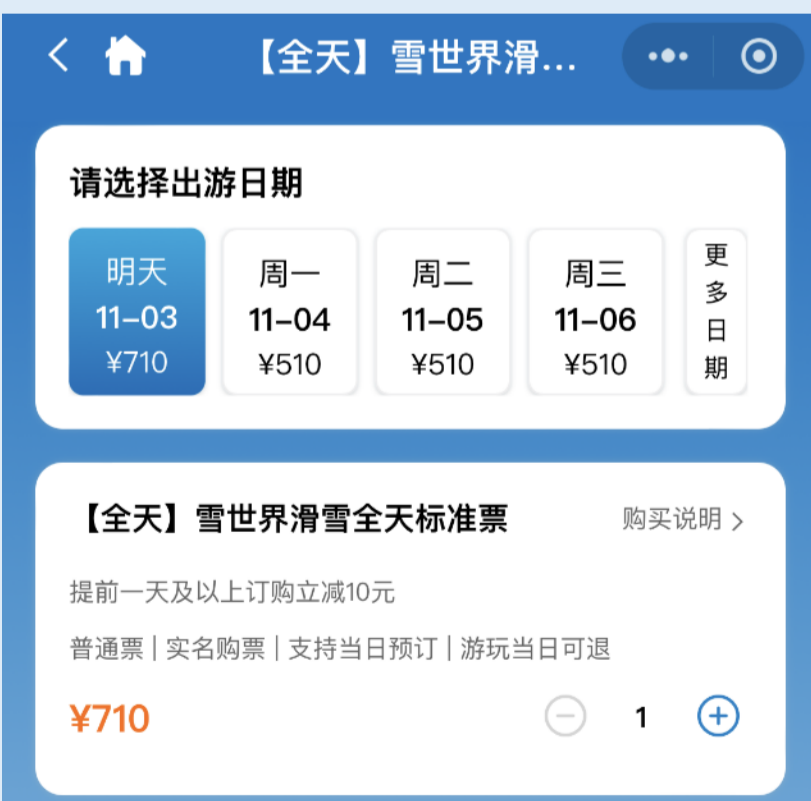 【全天】雪世界滑...
请选择出游日期
明天 周一 周二 周三
11-03 11-04 11-05 11-06
¥710 ¥510 ¥510 ¥510
更多日期
【全天】雪世界滑雪全天标准票 购买说明 >
提前一天及以上订购立减10元
普通票 | 实名购票 | 支持当日预订 | 游玩当日可退
¥710 1